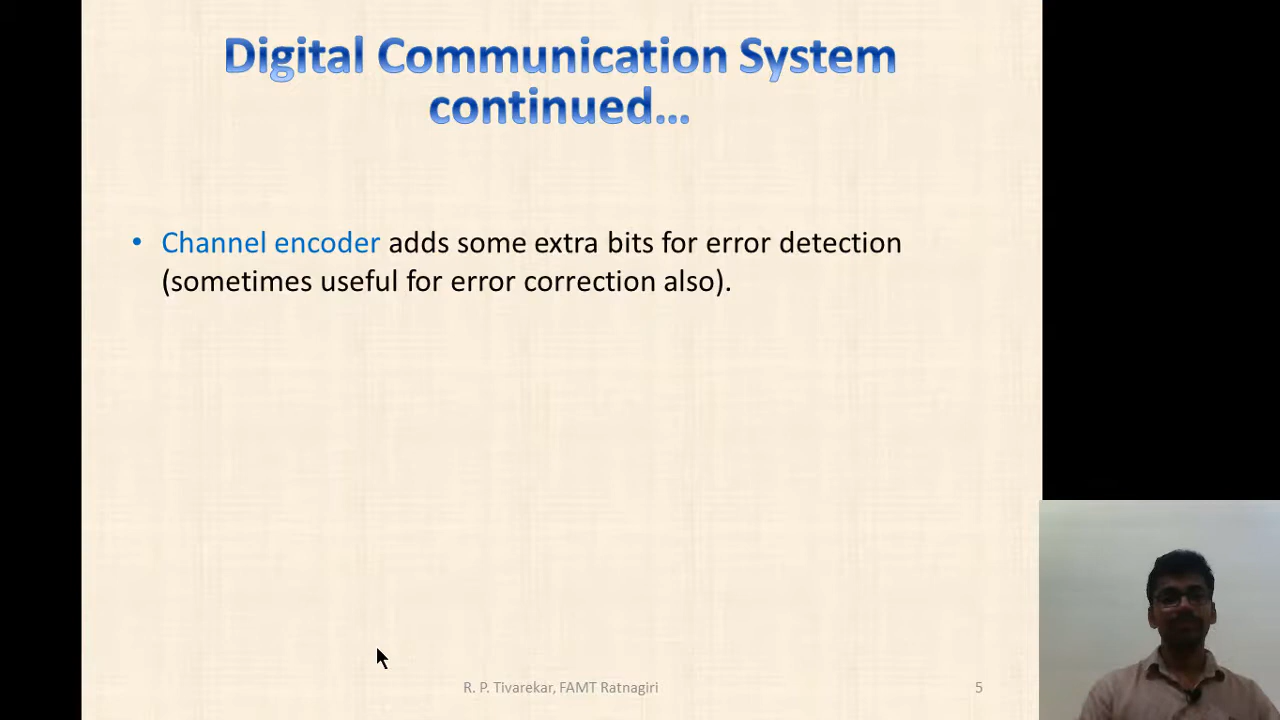 Digital Communication System
continued...
• Channel encoder adds some extra bits for error detection
(sometimes useful for error correction also).
R. P. Tivarekar, FAMT Ratnagiri
5